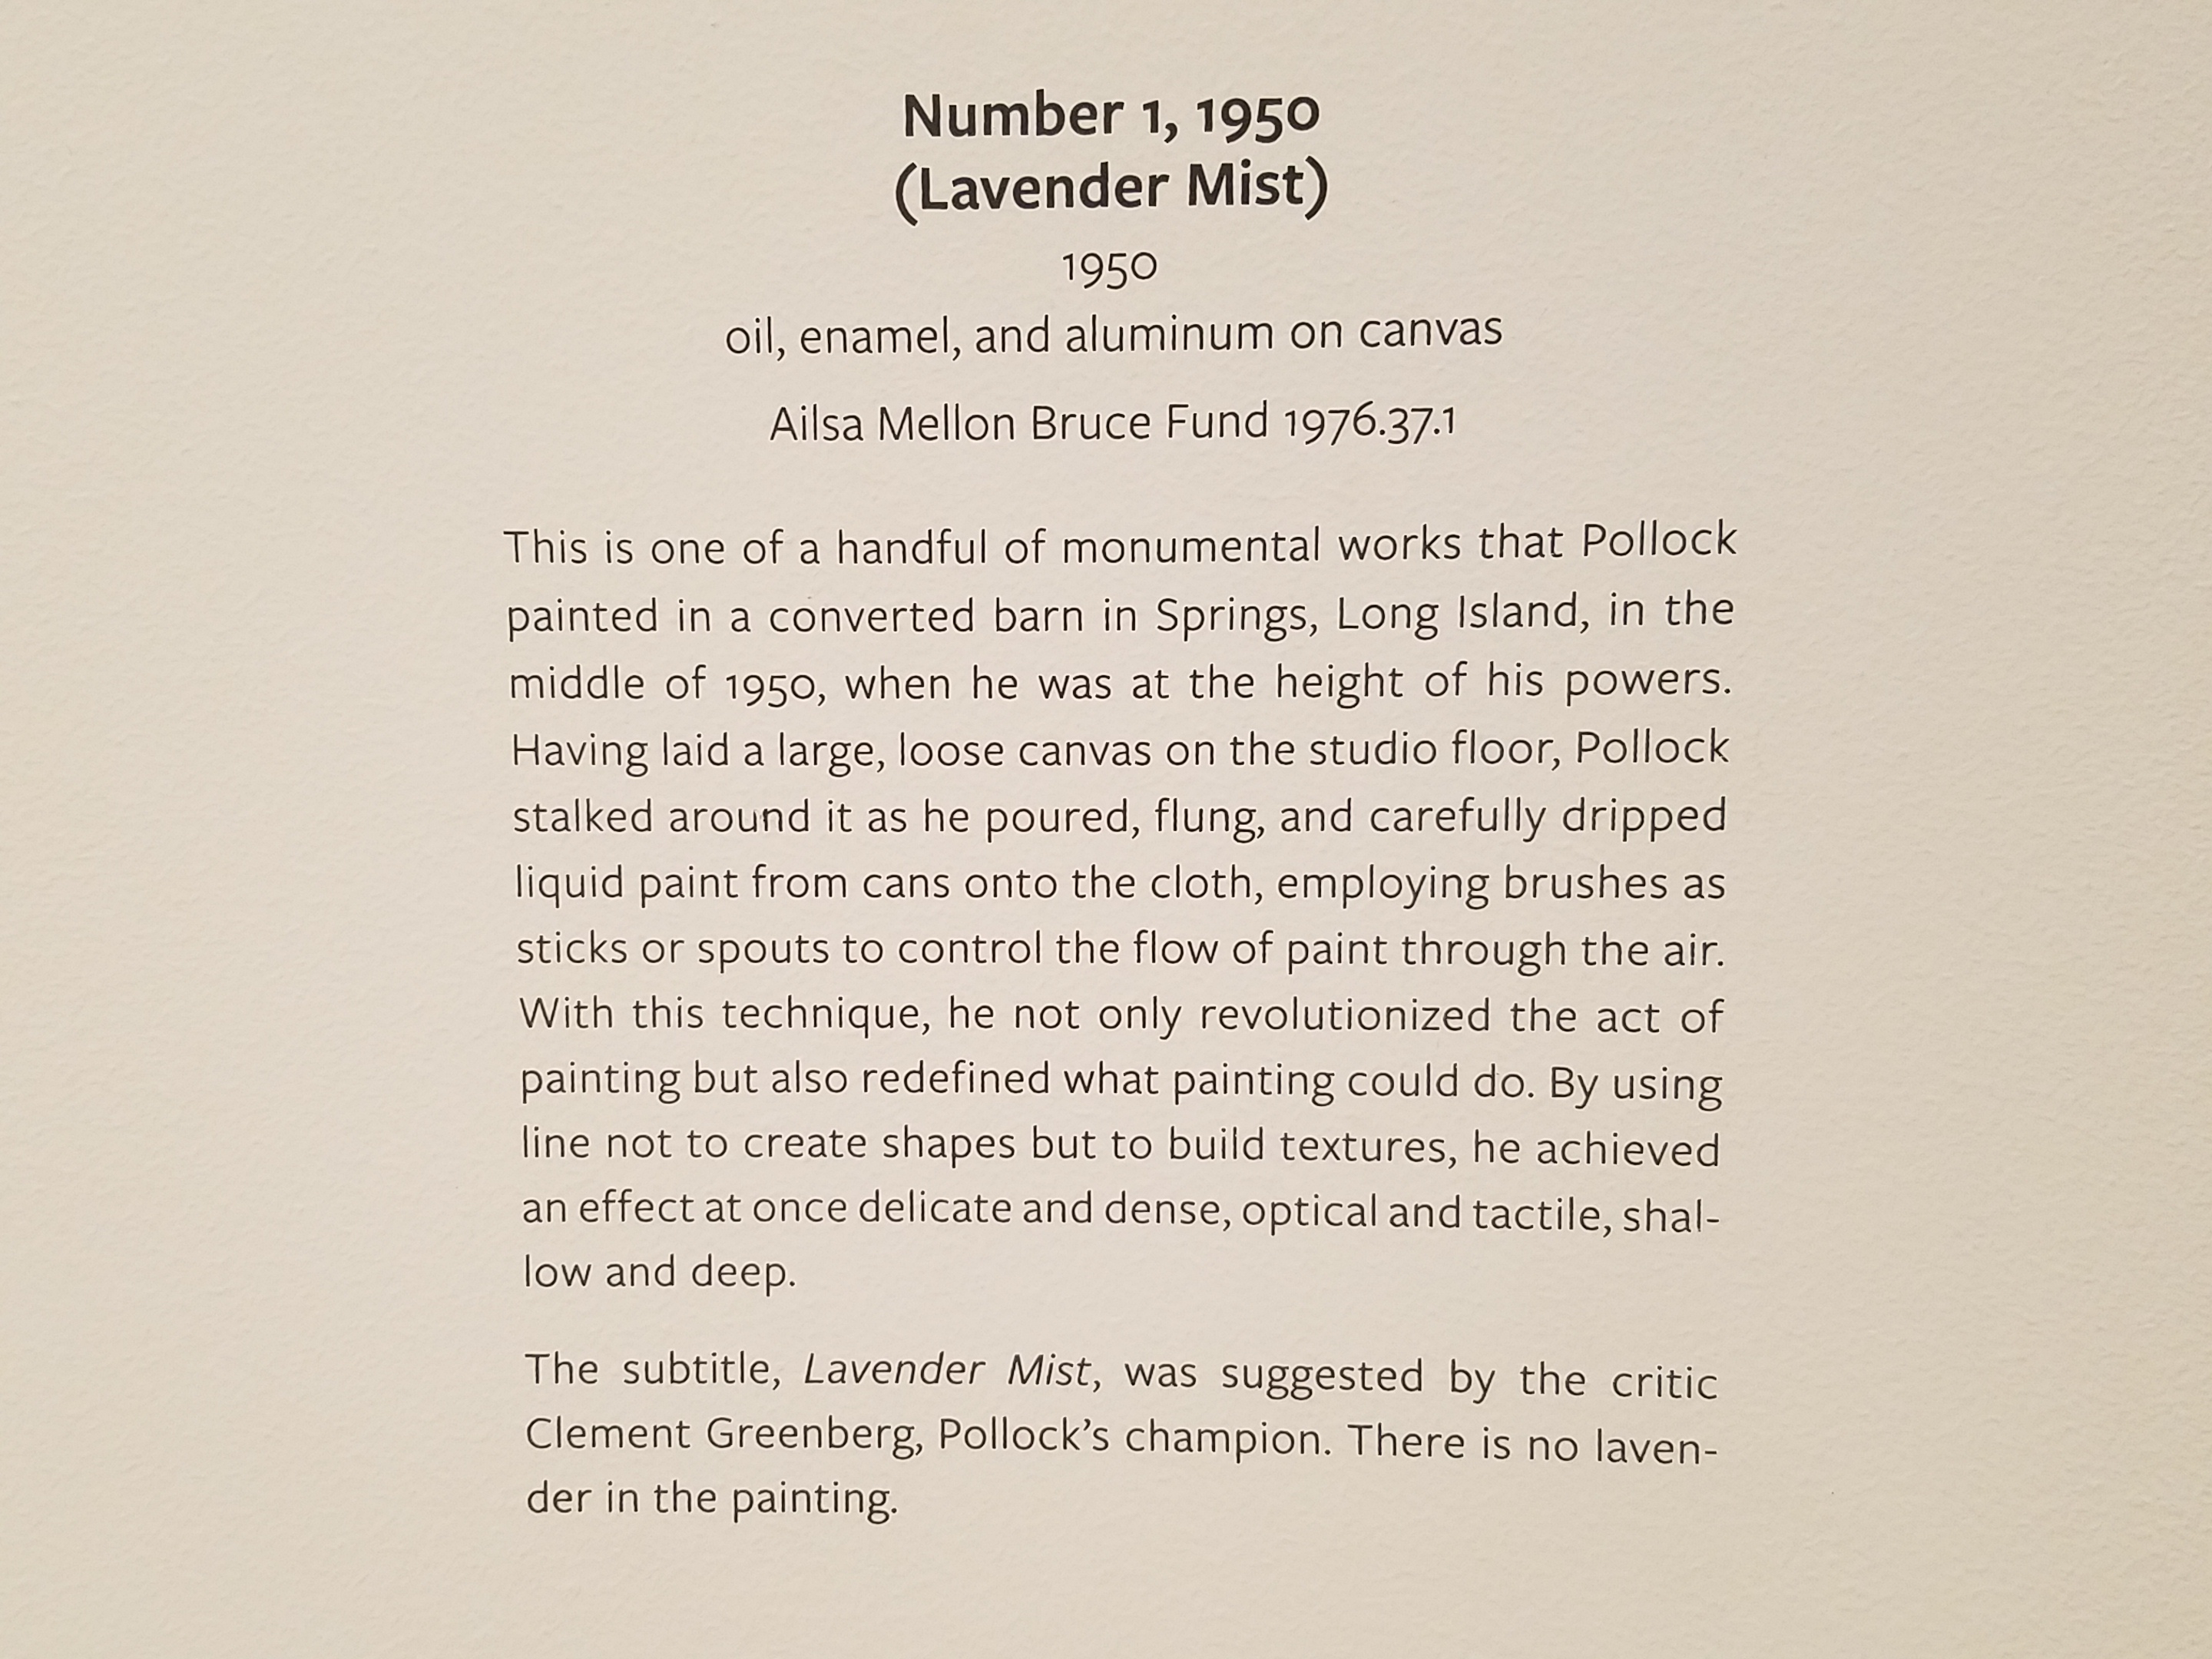 Number 1, 1950
(Lavender Mist)
1950
oil, enamel, and aluminum on canvas
Ailsa Mellon Bruce Fund 1976.37.1
This is one of a handful of monumental works that Pollock
painted in a converted barn in Springs, Long Island, in the
middle of 1950, when he was at the height of his powers.
Having laid a large, loose canvas on the studio floor, Pollock
stalked around it as he poured, flung, and carefully dripped
liquid paint from cans onto the cloth, employing brushes as
sticks or spouts to control the flow of paint through the air.
With this technique, he not only revolutionized the act of
painting but also redefined what painting could do. By using
line not to create shapes but to build textures, he achieved
an effect at once delicate and dense, optical and tactile, shal-
low and deep.
The subtitle, Lavender Mist, was suggested by the critic
Clement Greenberg, Pollock’s champion. There is no laven-
der in the painting.